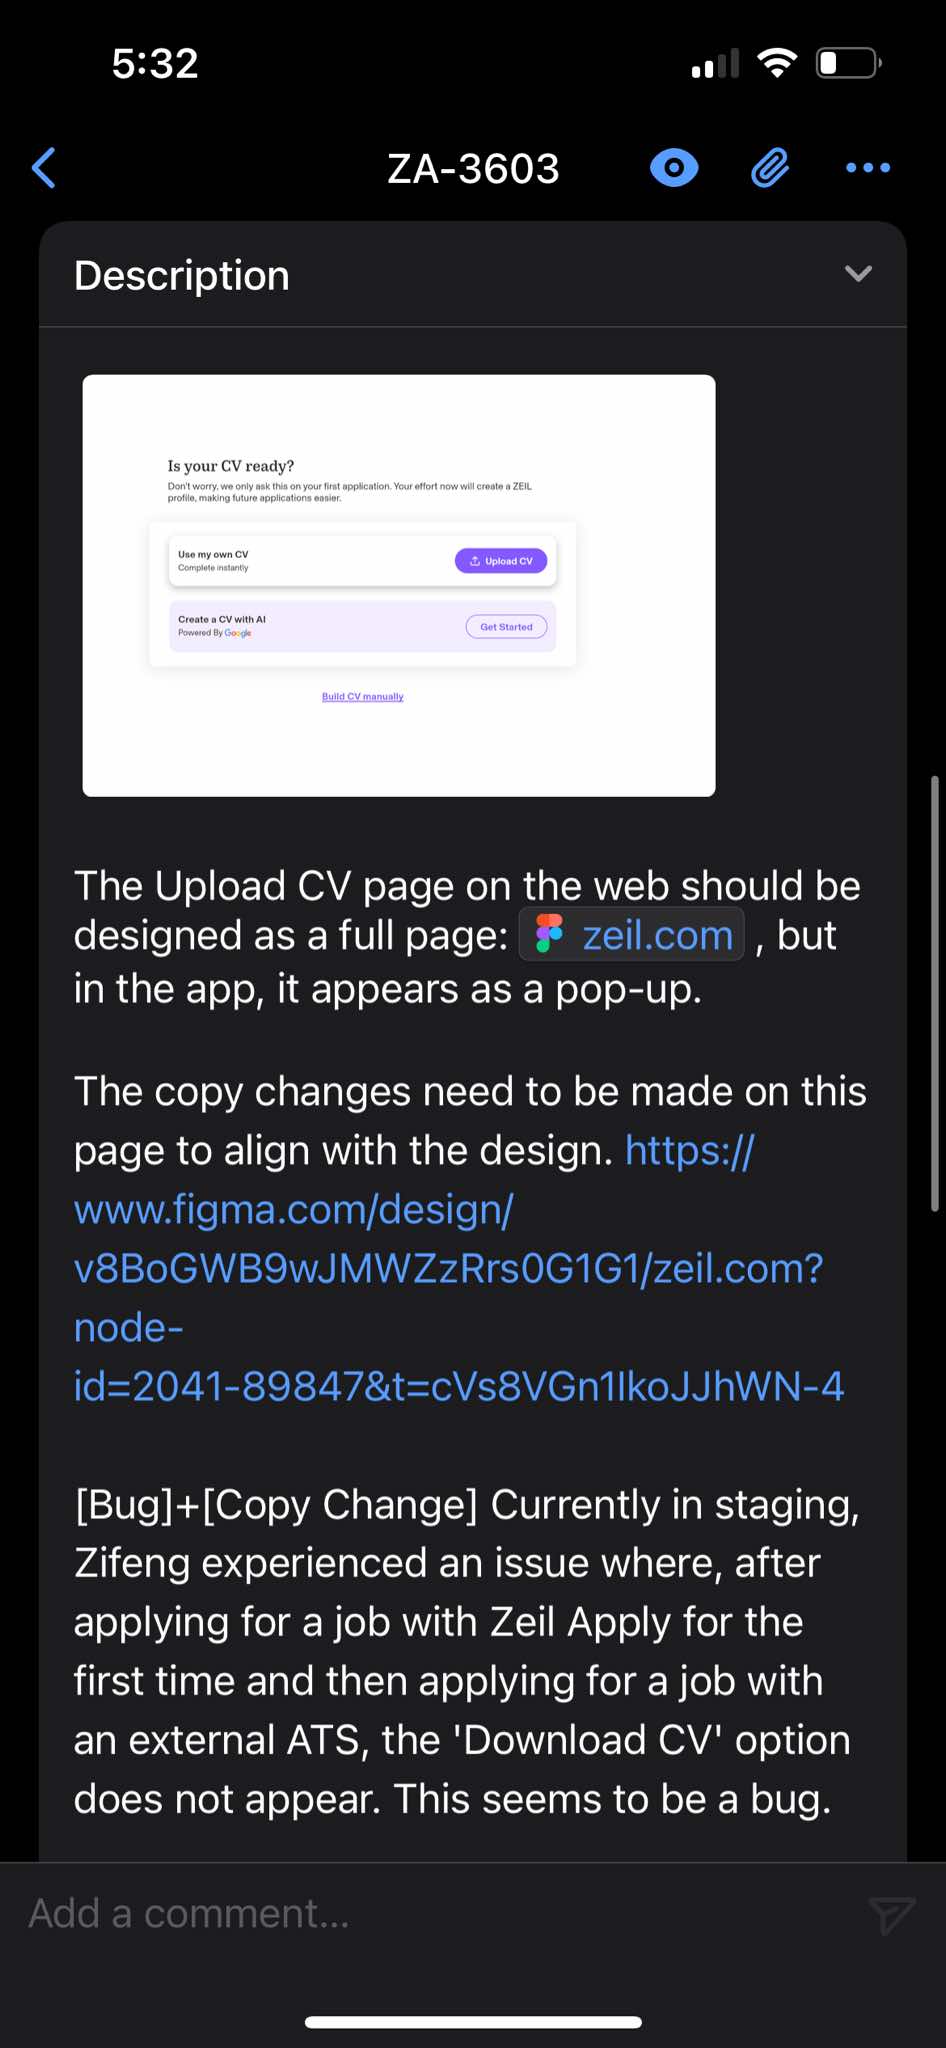 5:32
ZA-3603
Description
Is your CV ready?
Don't worry, we only ask this on your first application. Your effort now will create a ZEIL
profile, making future applications easier.
Use my own CV
Complete instantly
Upload CV
Create a CV with AI
Powered By Google
Get Started
Build CV manually
The Upload CV page on the web should be
designed as a full page: zeil.com , but
in the app, it appears as a pop-up.
The copy changes need to be made on this
page to align with the design. https://
www.figma.com/design/
v8BoGWB9wJMWZzRrs0G1G1/zeil.com?
node-
id=2041-89847&t=cVs8VGn1IkoJJhWN-4
[Bug]+[Copy Change] Currently in staging,
Zifeng experienced an issue where, after
applying for a job with Zeil Apply for the
first time and then applying for a job with
an external ATS, the 'Download CV' option
does not appear. This seems to be a bug.
Add a comment...